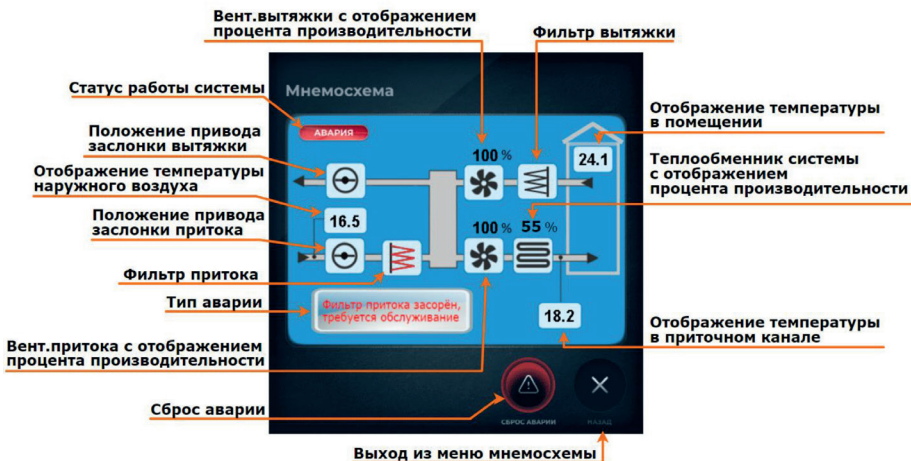 Вент.вытяжки с отображением
процента производительности
Фильтр вытяжки
Мнемосхема
Статус работы системы
АВАРИЯ
Отображение температуры
в помещении
Положение привода
заслонки вытяжки
100 %
24.1
Теплообменник системы
с отображением
процента производительности
Отображение температуры
наружного воздуха
16.5
Положение привода
заслонки притока
100 %
55 %
Фильтр притока
Тип аварии
Фильтр притока засорён,
требуется обслуживание
18.2
Отображение температуры
в приточном канале
Вент.притока с отображением
процента производительности
Сброс аварии
СБРОС АВАРИИ
НАЗАД
Выход из меню мнемосхемы